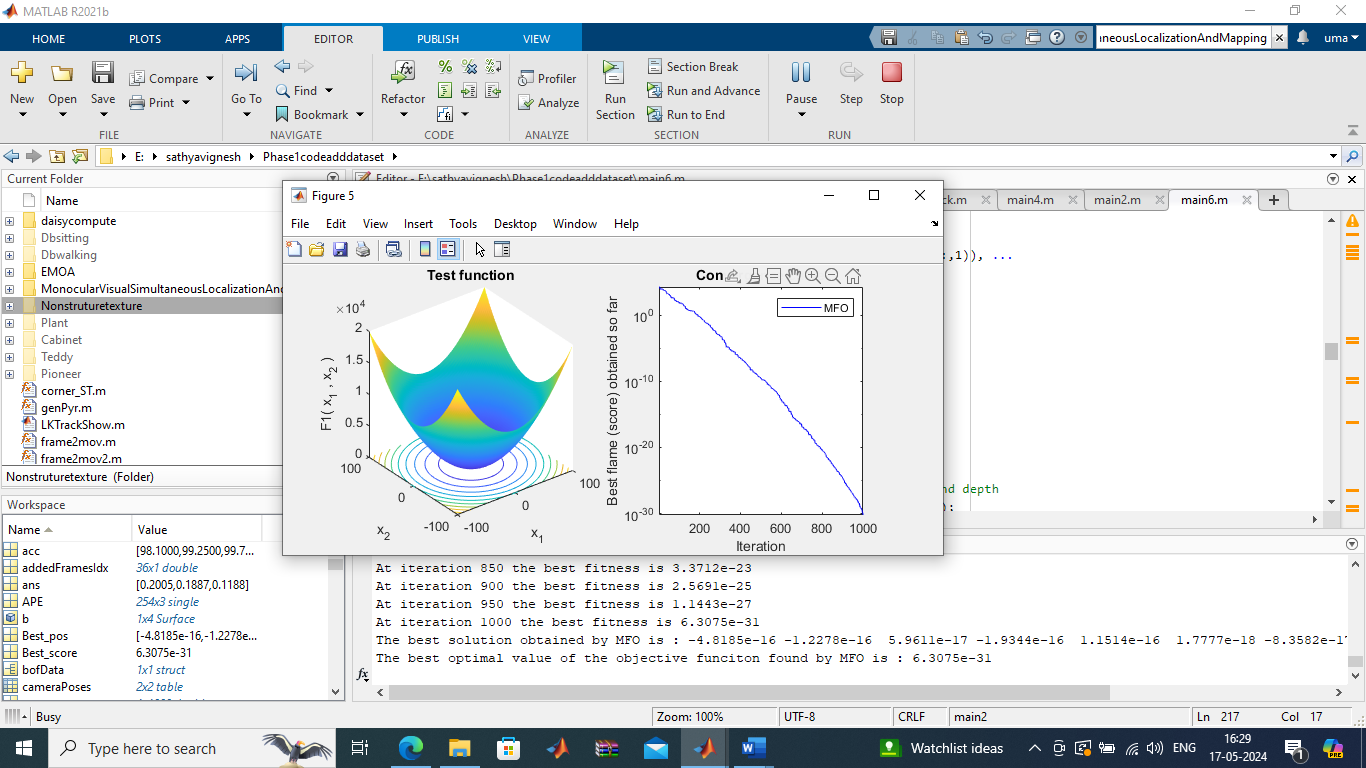 MATLAB R2021b
HOME PLOTS APPS EDITOR PUBLISH VIEW
neousLocalizationAndMapping uma
New Open Save Compare Print Go To Find Bookmark Refactor Profiler Analyze Run Section Section Break Run and Advance Run to End Pause Step Stop
FILE NAVIGATE CODE ANALYZE SECTION RUN
E: sathyavignesh Phase1codeadddataset
Current Folder
Editor - E:\sathyavignesh\Phase1codeadddataset\main6.m
Name
ck.m main4.m main2.m main6.m
daisycompute
Dbsitting
Dbwalking
EMOA
MonocularVisualSimultaneousLocalizationAnd
Nonstruturetexture
Plant
Cabinet
Teddy
Pioneer
corner_ST.m
genPyr.m
LKTrackShow.m
frame2mov.m
frame2mov2.m
Nonstruturetexture (Folder)
,1)), ...
nd depth
):
Figure 5
File Edit View Insert Tools Desktop Window Help
Test function
×10^4
2
1.5
1
0.5
0
F1( x_1 , x_2 )
100
0
-100
x_2
-100
0
100
x_1
Con
MFO
Best flame (score) obtained so far
10^0
10^-10
10^-20
10^-30
200 400 600 800 1000
Iteration
Workspace
Name Value
acc [98.1000,99.2500,99.7...
addedFramesIdx 36x1 double
ans [0.2005,0.1887,0.1188]
APE 254x3 single
b 1x4 Surface
Best_pos [-4.8185e-16,-1.2278e...
Best_score 6.3075e-31
bofData 1x1 struct
cameraPoses 2x2 table
At iteration 850 the best fitness is 3.3712e-23
At iteration 900 the best fitness is 2.5691e-25
At iteration 950 the best fitness is 1.1443e-27
At iteration 1000 the best fitness is 6.3075e-31
The best solution obtained by MFO is : -4.8185e-16 -1.2278e-16 5.9611e-17 -1.9344e-16 1.1514e-16 1.7777e-18 -8.3582e-17
The best optimal value of the objective funciton found by MFO is : 6.3075e-31
fx
Busy
Zoom: 100% UTF-8 CRLF main2 Ln 217 Col 17
Type here to search
Watchlist ideas ENG 16:29
17-05-2024
1
PRE